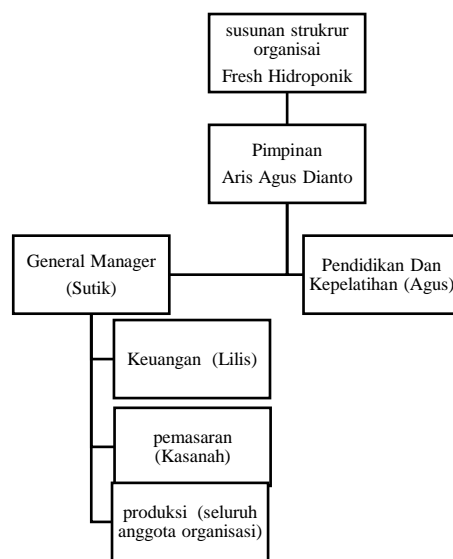 susunan strukrur
organisai
Fresh Hidroponik
Pimpinan
Aris Agus Dianto
General Manager
(Sutik)
Pendidikan Dan
Kepelatihan (Agus)
Keuangan (Lilis)
pemasaran
(Kasanah)
produksi (seluruh
anggota organisasi)